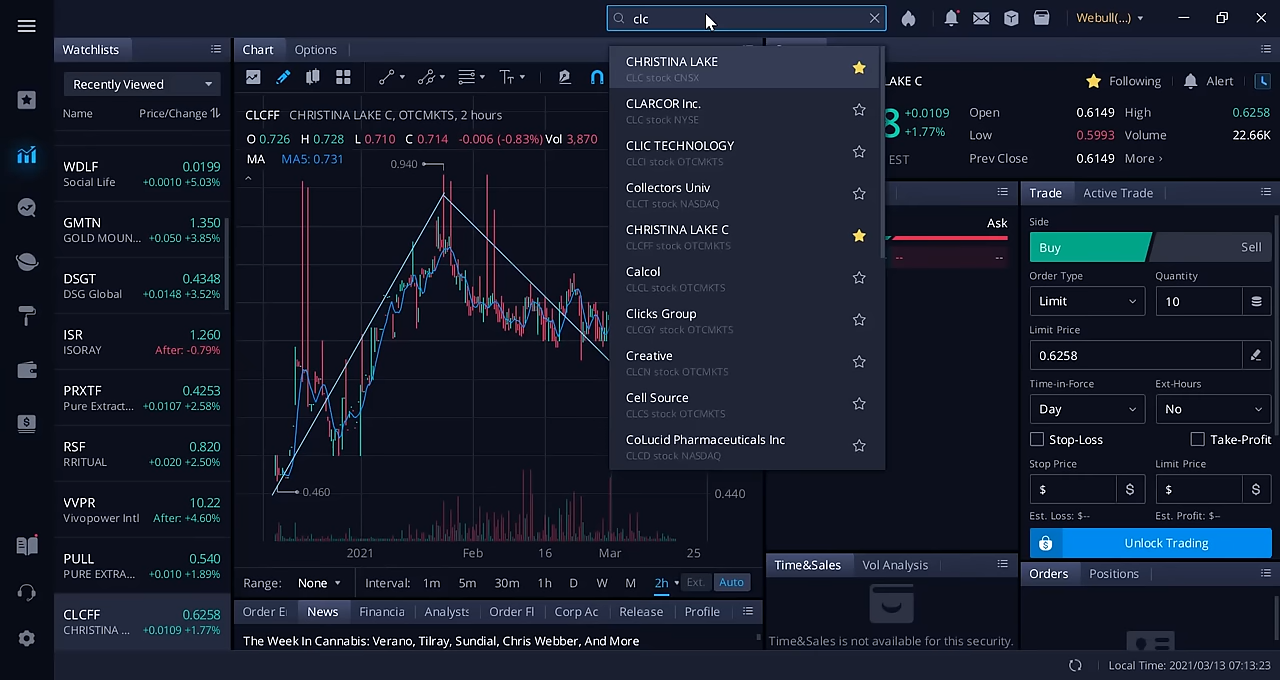 clc
Webull(...)
Watchlists
Recently Viewed
Name Price/Change
WDLF 0.0199
Social Life +0.0010 +5.03%
GMTN 1.350
GOLD MOUN... +0.050 +3.85%
DSGT 0.4348
DSG Global +0.0148 +3.52%
ISR 1.260
ISORAY After: -0.79%
PRXTF 0.4253
Pure Extract... +0.0107 +2.58%
RSF 0.820
RRITUAL +0.020 +2.50%
VVPR 10.22
Vivopower Intl After: +4.60%
PULL 0.540
PURE EXTRA... +0.010 +1.89%
CLCFF 0.6258
CHRISTINA ... +0.0109 +1.77%
Chart Options
CLCFF CHRISTINA LAKE C, OTCMKTS, 2 hours
O 0.726 H 0.728 L 0.710 C 0.714 -0.006 (-0.83%) Vol 3,870
MA MA5: 0.731
0.940
0.460
0.440
2021 Feb 16 Mar 25
Range: None Interval: 1m 5m 30m 1h D W M 2h Ext. Auto
Order E News Financia Analysts Order Fl Corp Ac Release Profile
The Week In Cannabis: Verano, Tilray, Sundial, Chris Webber, And More
CHRISTINA LAKE
CLC stock CNSX
CLARCOR Inc.
CLC stock NYSE
CLIC TECHNOLOGY
CLCI stock OTCMKTS
Collectors Univ
CLCT stock NASDAQ
CHRISTINA LAKE C
CLCFF stock OTCMKTS
Calcol
CLCL stock OTCMKTS
Clicks Group
CLCGY stock OTCMKTS
Creative
CLCN stock OTCMKTS
Cell Source
CLCS stock OTCMKTS
CoLucid Pharmaceuticals Inc
CLCD stock NASDAQ
LAKE C Following Alert
8 +0.0109
+1.77%
EST
Open 0.6149 High 0.6258
Low 0.5993 Volume 22.66K
Prev Close 0.6149 More ›
Ask
-- --
Time&Sales Vol Analysis
Time&Sales is not available for this security.
Trade Active Trade
Side
Buy Sell
Order Type Quantity
Limit 10
Limit Price
0.6258
Time-in-Force Ext-Hours
Day No
Stop-Loss Take-Profit
Stop Price Limit Price
$ $ $ $
Est. Loss: $-- Est. Profit: $--
Unlock Trading
Orders Positions
Local Time: 2021/03/13 07:13:23